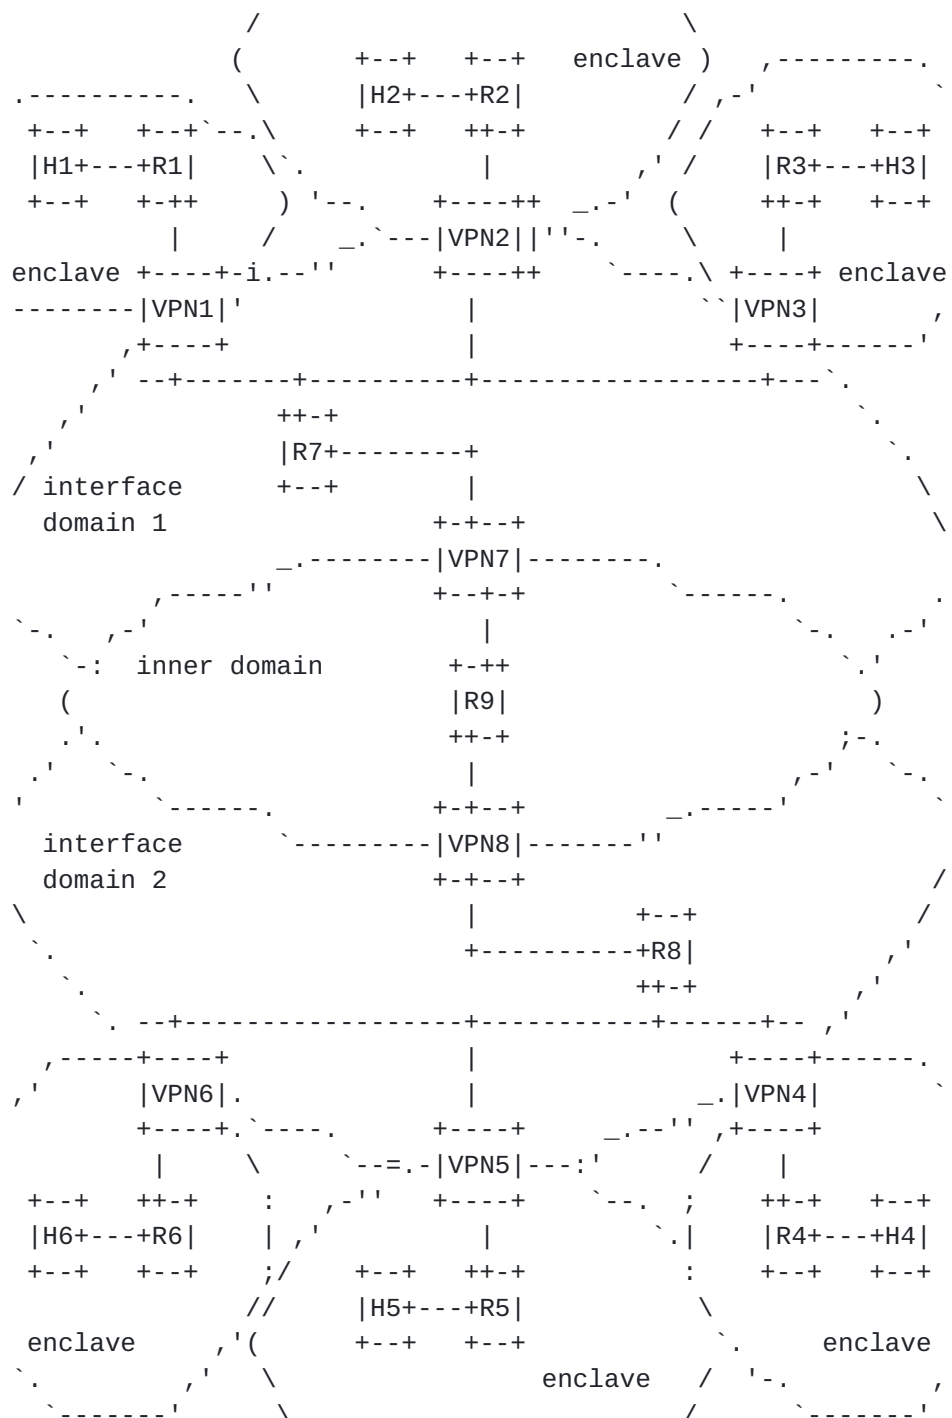 /                           \
              (       +--+   +--+   enclave )   ,---------.
.----------.   \      |H2+---+R2|          / ,-'           `
 +--+   +--+`--.\     +--+   ++-+         / /   +--+   +--+
 |H1+---+R1|    \`.            |         ,' /    |R3+---+H3|
 +--+   +-++     ) '--.    +----++  _.-'  (     ++-+   +--+
          |     /    _.`---|VPN2||''-.     \     |
enclave +----+-i.--''      +----++    `----.\ +----+ enclave
--------|VPN1|'              |              ``|VPN3|       ,
       ,+----+               |                +----+------'
     ,' --+-------+----------+------------------+---`.
   ,'            ++-+                                 `.
 ,'              |R7+--------+                          `.
/ interface      +--+        |                            \
  domain 1                 +-+--+                          \
                 _.--------|VPN7|--------.
         ,-----''          +--+-+         `------.         .
`-.   ,-'                     |                   `-.   .-'
   `-:  inner domain        +-++                     `.'
   (                        |R9|                       )
   .'.                      ++-+                     ;-.
 .'   `-.                    |                    ,-'   `-.
'        `------.          +-+--+         _.-----'         `
  interface      `---------|VPN8|-------''
  domain 2                 +-+--+                          /
\                            |          +--+              /
 `.                          +----------+R8|            ,'
   `.                                   ++-+          ,'
     `. --+------------------+-----------+------+-- ,'
  ,-----+----+               |                +----+------.
,'      |VPN6|.              |              _.|VPN4|       `
        +----+.`----.      +----+     _.--'' ,+----+
         |     \     `--=.-|VPN5|---:'      /    |
 +--+   ++-+    :   ,-''   +----+    `--.  ;    ++-+   +--+
 |H6+---+R6|    | ,'          |          `.|    |R4+---+H4|
 +--+   +--+    ;/    +--+   ++-+          :    +--+   +--+
               //     |H5+---+R5|           \
 enclave     ,'(      +--+   +--+            `.     enclave
`.         ,'   \                 enclave   /  '-.         ,
  `-------'      \                         /      `-------'